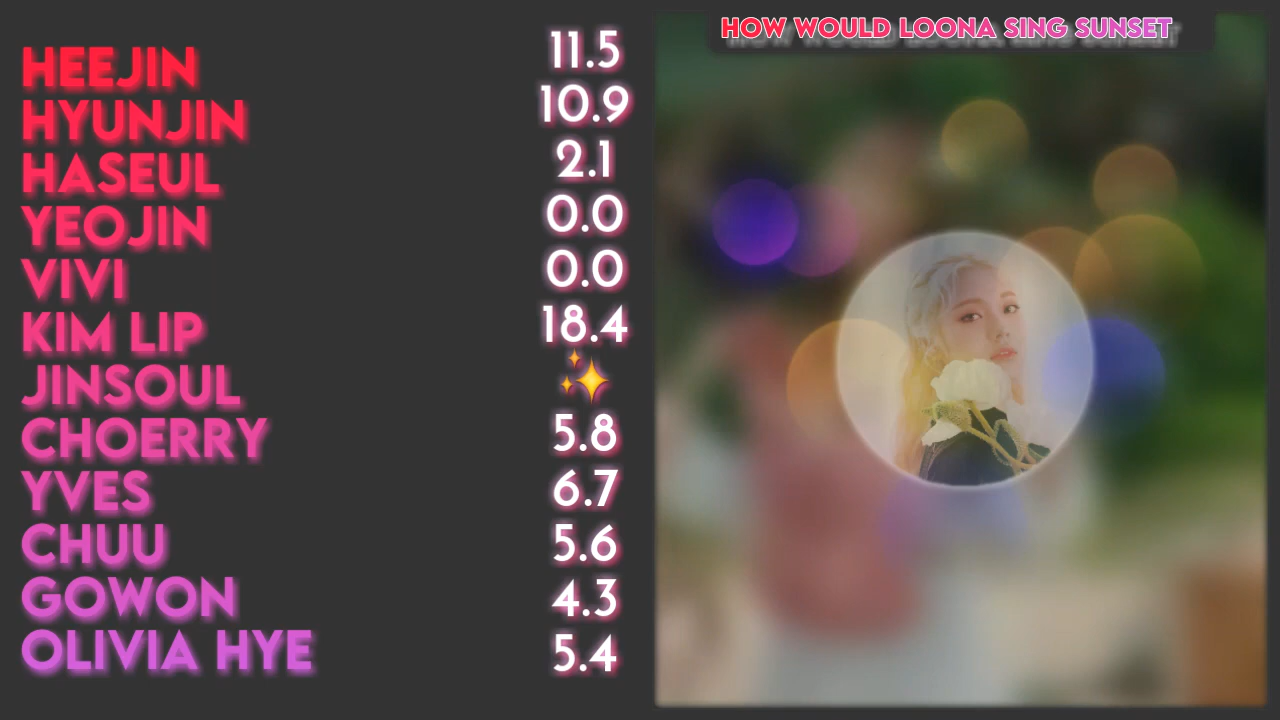 HOW WOULD LOONA SING SUNSET
HEEJIN 11.5
HYUNJIN 10.9
HASEUL 2.1
YEOJIN 0.0
VIVI 0.0
KIM LIP 18.4
JINSOUL ✨
CHOERRY 5.8
YVES 6.7
CHUU 5.6
GOWON 4.3
OLIVIA HYE 5.4